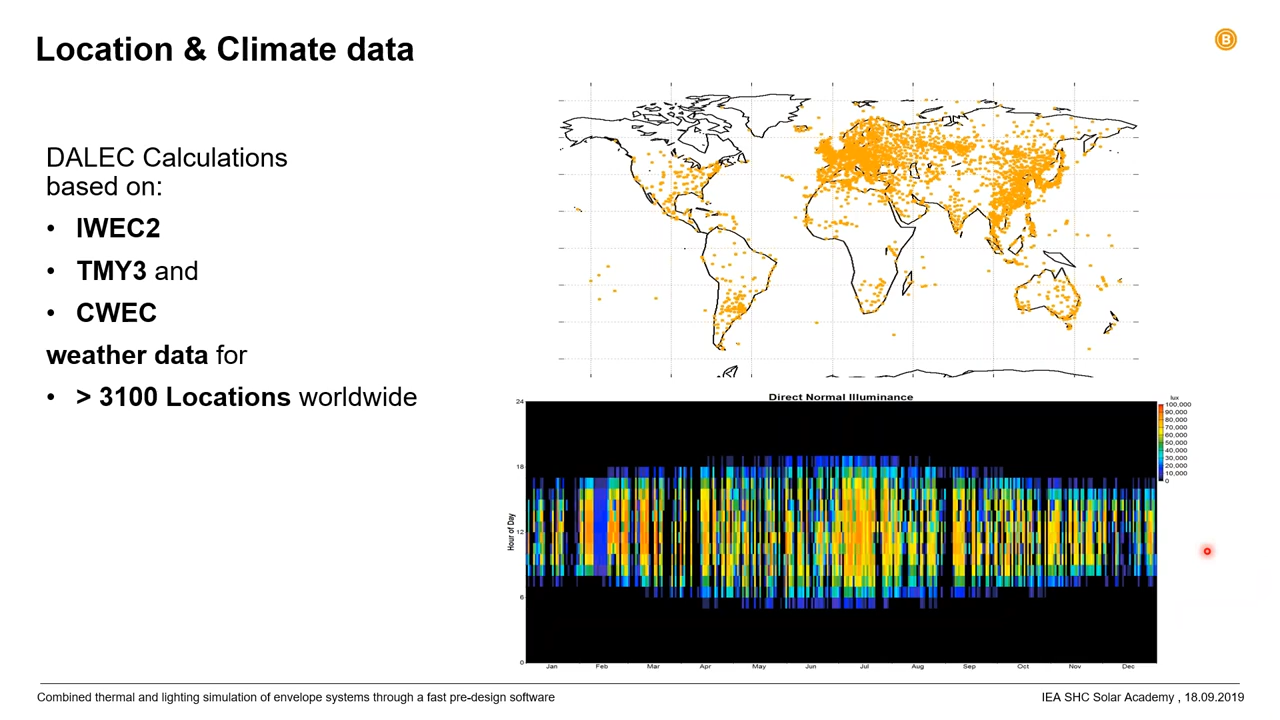 Location & Climate data
B
DALEC Calculations
based on:
• IWEC2
• TMY3 and
• CWEC
weather data for
• > 3100 Locations worldwide
Direct Normal Illuminance
lux
100,000
90,000
80,000
70,000
60,000
50,000
40,000
30,000
20,000
10,000
0
Hour of Day
24
18
12
6
0
Jan Feb Mar Apr May Jun Jul Aug Sep Oct Nov Dec
Combined thermal and lighting simulation of envelope systems through a fast pre-design software
IEA SHC Solar Academy , 18.09.2019